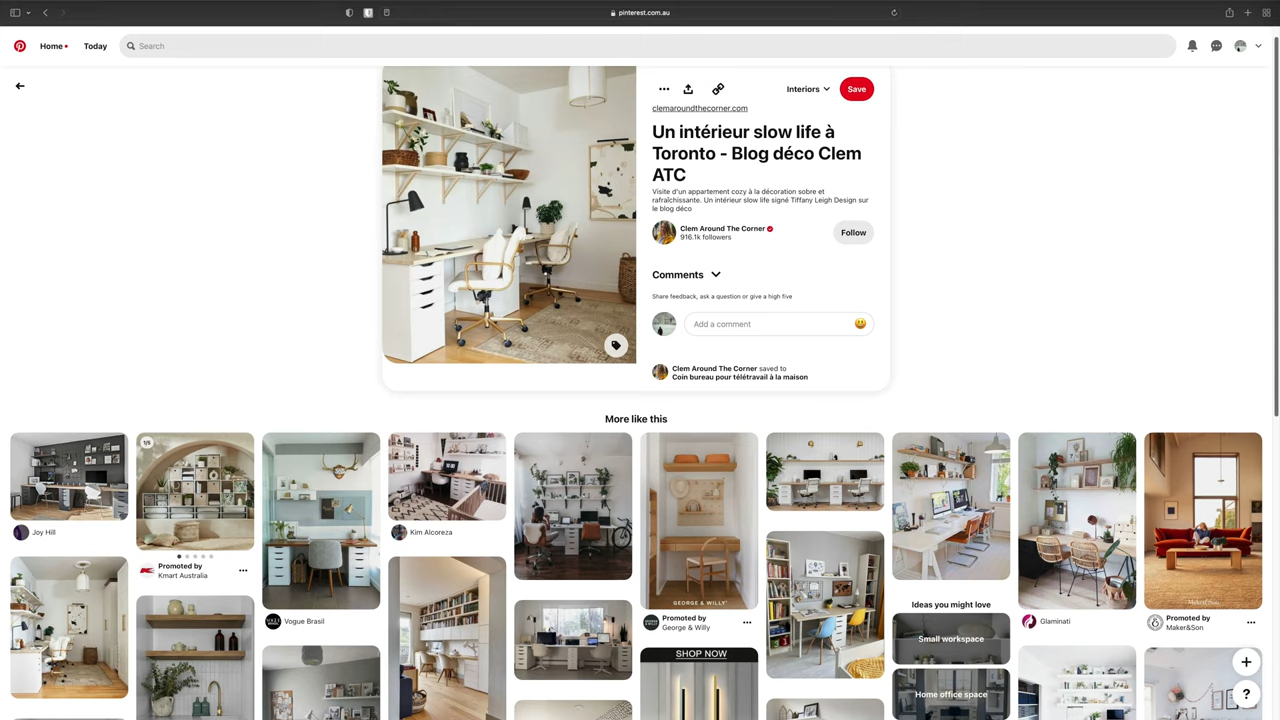 pinterest.com.au
Home
Today
Search
Interiors
Save
clemaroundthecorner.com
Un intérieur slow life à
Toronto - Blog déco Clem
ATC
Visite d'un appartement cozy à la décoration sobre et
rafraîchissante. Un intérieur slow life signé Tiffany Leigh Design sur
le blog déco
Clem Around The Corner
916.1k followers
Follow
Comments
Share feedback, ask a question or give a high five
Add a comment
Clem Around The Corner saved to
Coin bureau pour télétravail à la maison
More like this
1/5
Joy Hill
Promoted by
Kmart Australia
Vogue Brasil
Kim Alcoreza
GEORGE & WILLY
Promoted by
George & Willy
SHOP NOW
Ideas you might love
Small workspace
Home office space
Glaminati
Maker&Son
Promoted by
Maker&Son